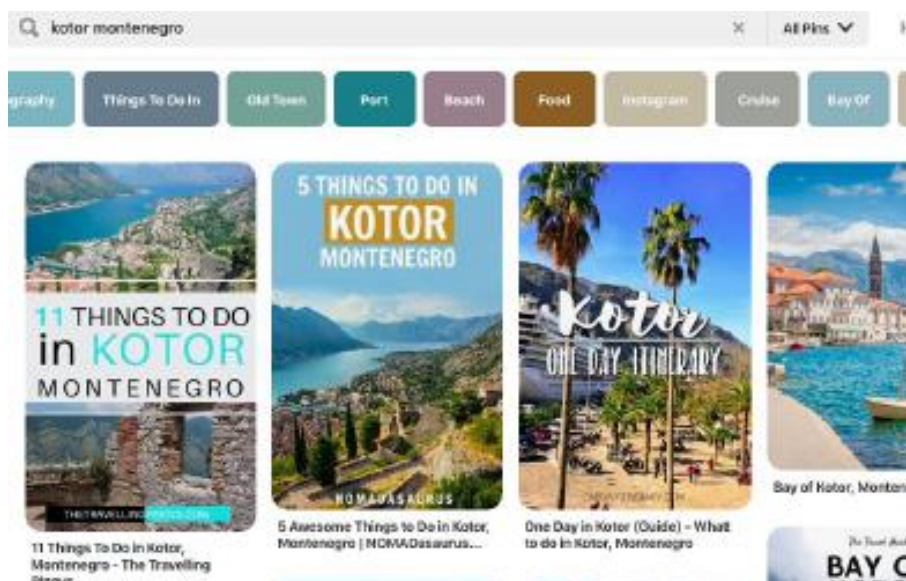 kotor montenegro
All Pins
ography
Things To Do In
Old Town
Port
Beach
Food
Instagram
Cruise
Bay Of
11 THINGS TO DO
in KOTOR
MONTENEGRO
11 Things To Do in Kotor,
Montenegro - The Travelling
5 THINGS TO DO IN
KOTOR
MONTENEGRO
NOMADASAURUS
5 Awesome Things to Do in Kotor,
Montenegro | NOMADasaurus....
Kotor
ONE DAY ITINERARY
One Day in Kotor (Guide) - What
to do in Kotor, Montenegro
Bay of Kotor, Monten
BAY O